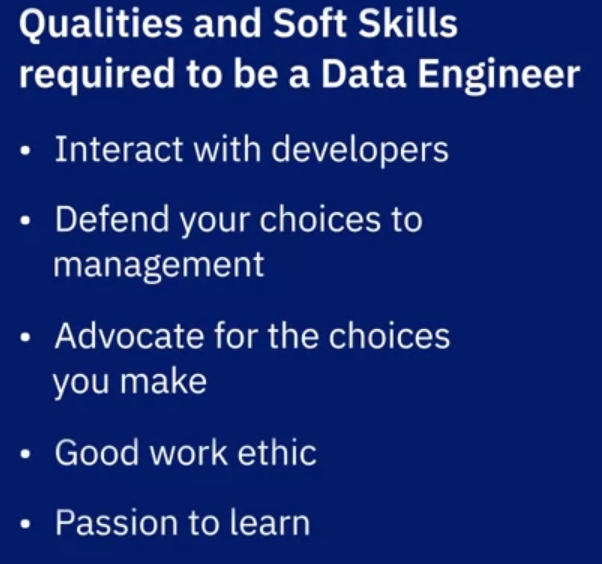 Qualities and Soft Skills
required to be a Data Engineer
• Interact with developers
• Defend your choices to
management
• Advocate for the choices
you make
• Good work ethic
• Passion to learn